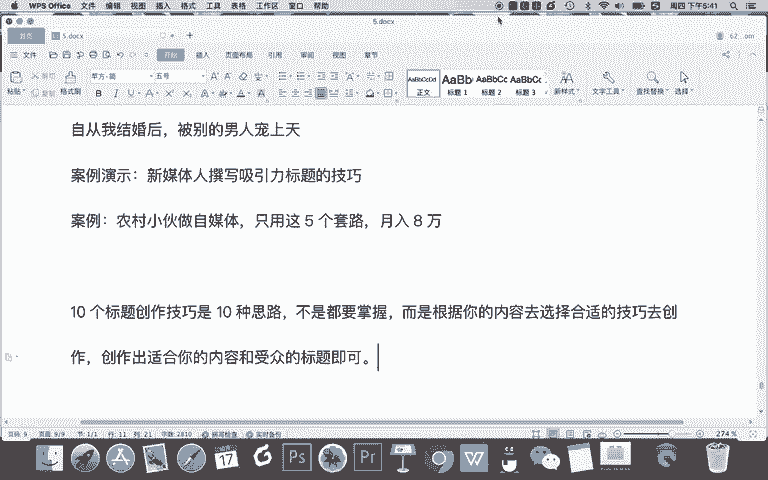 WPS Office 文件 编辑 视图 插入 格式 工具 表格 工作区 窗口 帮助
周四 下午5:41
5.docx
首页 5.docx
文件 开始 插入 页面布局 引用 审阅 视图 章节
粘贴 剪切 复制 格式刷
五号
AaBbCcDd AaBb AaBbCc AaBbCc
正文 标题 1 标题 2 标题 3
新样式 文字工具 查找替换 选择
自从我结婚后，被别的男人宠上天
案例演示：新媒体人撰写吸引力标题的技巧
案例：农村小伙做自媒体，只用这 5 个套路，月入 8 万
10 个标题创作技巧是 10 种思路，不是都要掌握，而是根据你的内容去选择合适的技巧去创
作，创作出适合你的内容和受众的标题即可。
页码: 9 页面: 9/9 节: 1/1 行: 11 列: 21 字数: 2810 拼写检查 实时备份
274 %
17
Ps
Pr